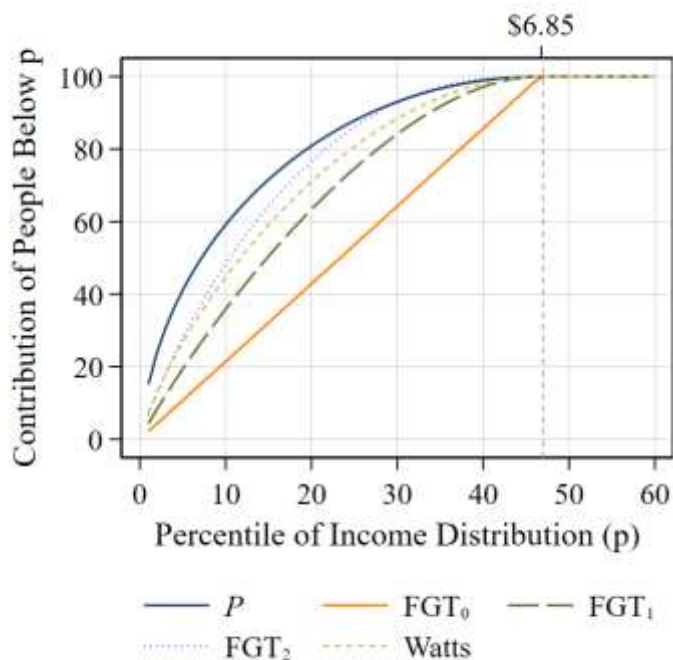 $6.85
Contribution of People Below p
100
80
60
40
20
0
0 10 20 30 40 50 60
Percentile of Income Distribution (p)
P FGT₀ FGT₁
FGT₂ Watts